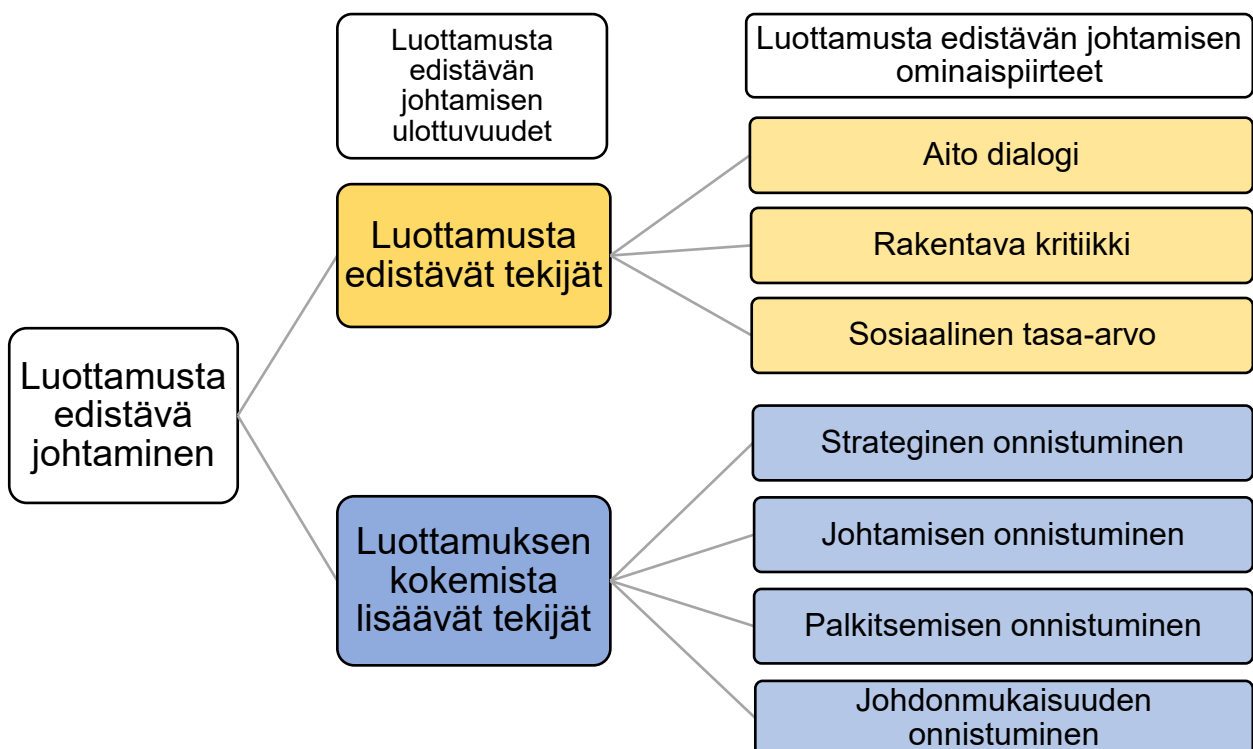 Luottamusta
edistävän
johtamisen
ulottuvuudet
Luottamusta edistävän johtamisen
ominaispiirteet
Luottamusta
edistävä
johtaminen
Luottamusta
edistävät tekijät
Aito dialogi
Rakentava kritiikki
Sosiaalinen tasa-arvo
Luottamuksen
kokemista
lisäävät tekijät
Strateginen onnistuminen
Johtamisen onnistuminen
Palkitsemisen onnistuminen
Johdonmukaisuuden
onnistuminen